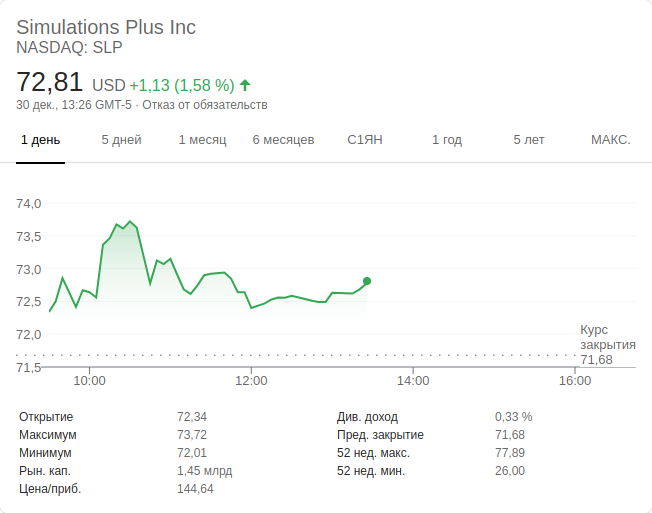 Simulations Plus Inc
NASDAQ: SLP
72,81 USD +1,13 (1,58 %)
30 дек., 13:26 GMT-5 · Отказ от обязательств
1 день 5 дней 1 месяц 6 месяцев С1ЯН 1 год 5 лет МАКС.
74,0
73,5
73,0
72,5
72,0
71,5
Курс
закрытия
71,68
10:00 12:00 14:00 16:00
Открытие 72,34 Див. доход 0,33 %
Максимум 73,72 Пред. закрытие 71,68
Минимум 72,01 52 нед. макс. 77,89
Рын. кап. 1,45 млрд 52 нед. мин. 26,00
Цена/приб. 144,64